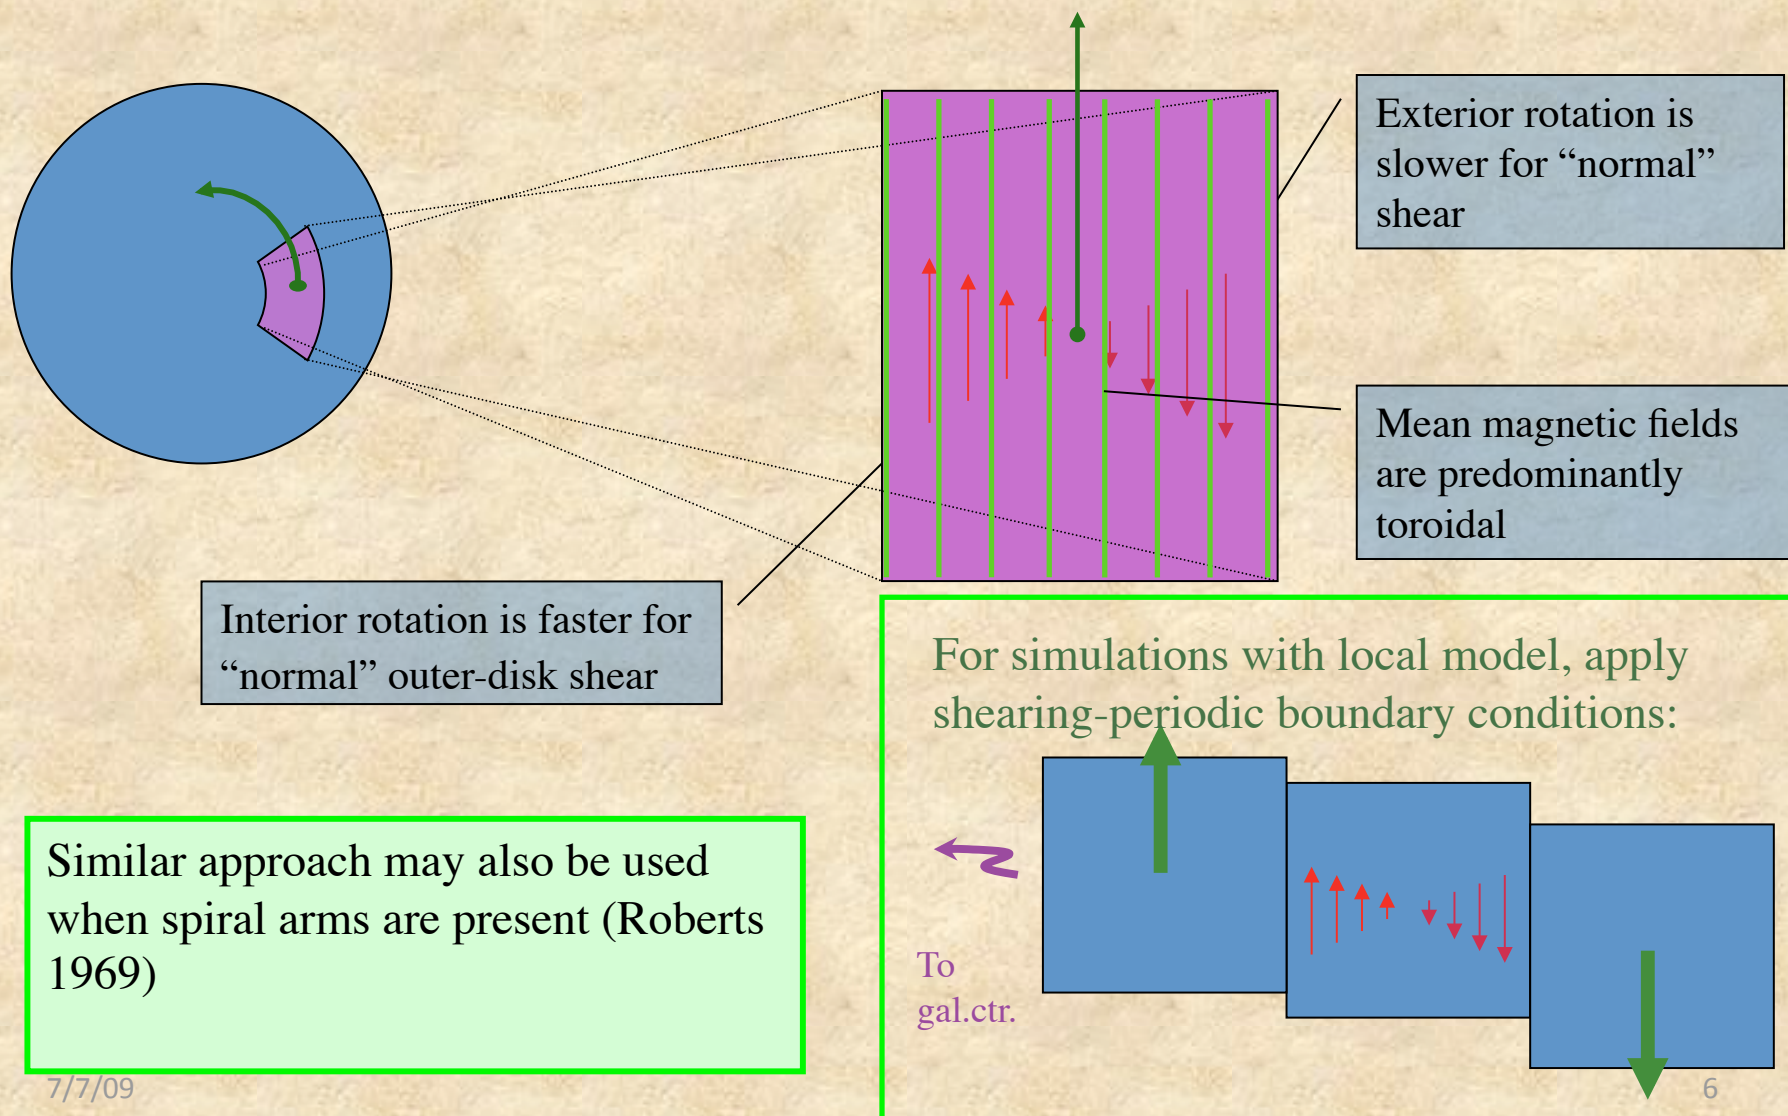 Exterior rotation is
slower for “normal”
shear
Mean magnetic fields
are predominantly
toroidal
Interior rotation is faster for
“normal” outer-disk shear
For simulations with local model, apply
shearing-periodic boundary conditions:
To
gal.ctr.
Similar approach may also be used
when spiral arms are present (Roberts
1969)
7/7/09
6